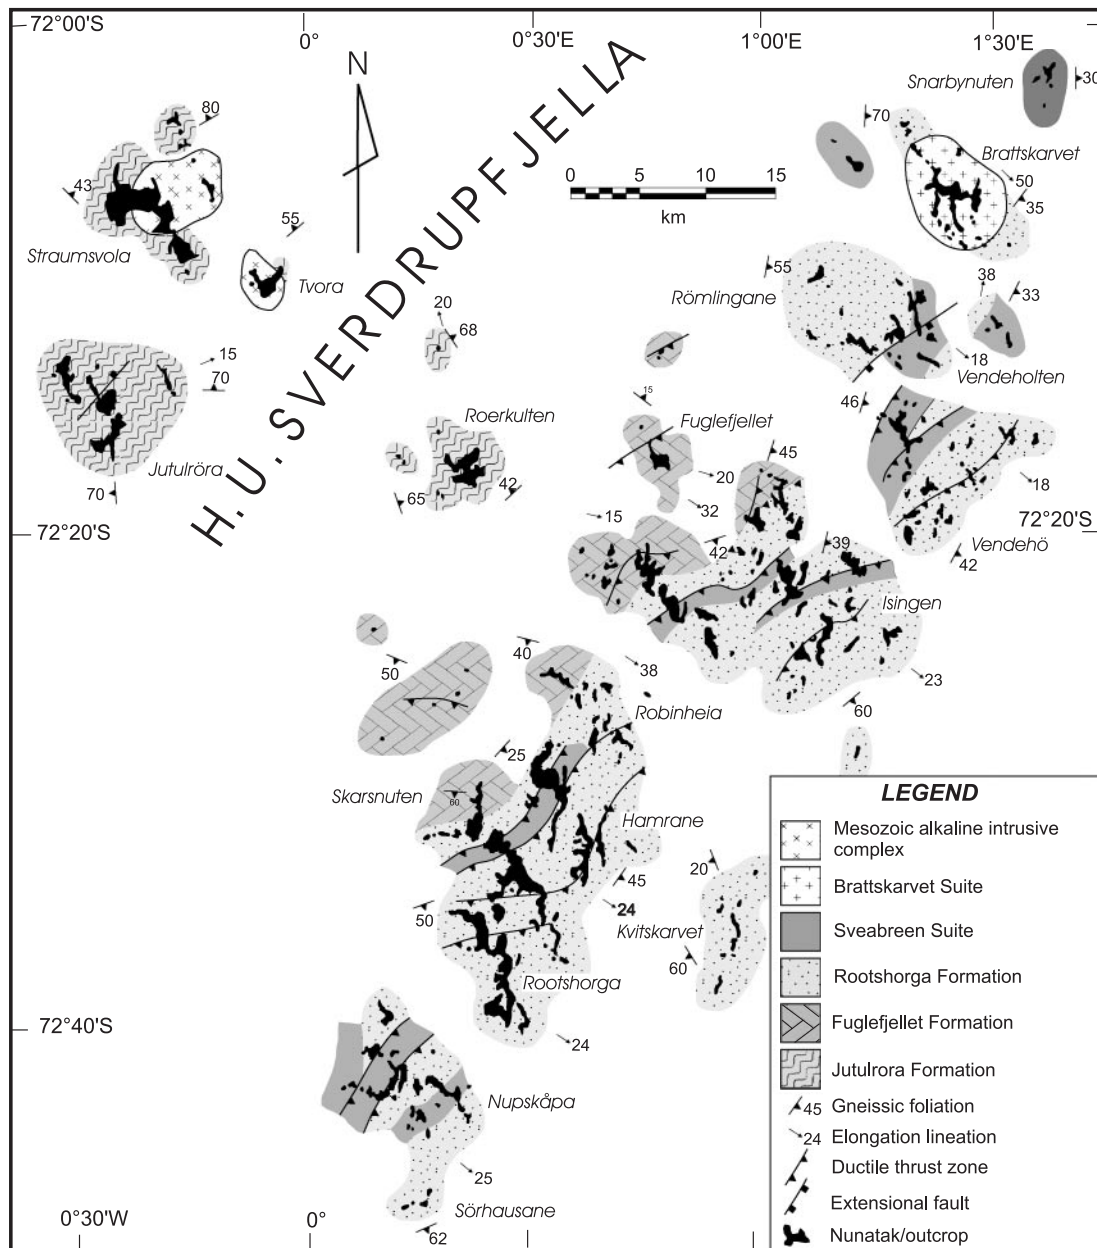 72°00'S
0°
0°30'E
1°00'E
1°30'E
N
H.U. SVERDRUPFJELLA
Snarbynuten
30
80
70
Brattskarvet
50
35
43
55
0 5 10 15
km
Straumsvola
Tvora
55
Römlingane
38
33
20
68
18
Vendeholten
15
70
46
15
Roerkulten
Fuglefjellet
45
Jutulröra
20
18
70
65
42
32
72°20'S
15
42
39
72°20'S
Vendehö
42
Isingen
50
40
38
23
Robinheia
60
25
Skarsnuten
60
Hamrane
20
45
50
24
Kvitskarvet
60
Rootshorga
72°40'S
24
Nupskåpa
25
Sörhausane
62
0°30'W
0°
LEGEND
Mesozoic alkaline intrusive
complex
Brattskarvet Suite
Sveabreen Suite
Rootshorga Formation
Fuglefjellet Formation
Jutulrora Formation
45 Gneissic foliation
24 Elongation lineation
Ductile thrust zone
Extensional fault
Nunatak/outcrop